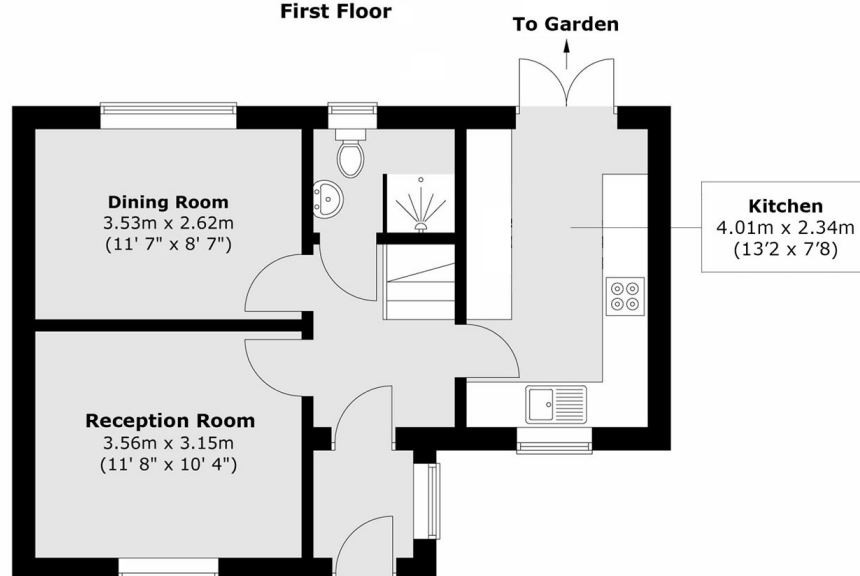 First Floor
To Garden
Dining Room
3.53m x 2.62m
(11' 7" x 8' 7")
Kitchen
4.01m x 2.34m
(13’2 x 7’8)
Reception Room
3.56m x 3.15m
(11' 8" x 10' 4")